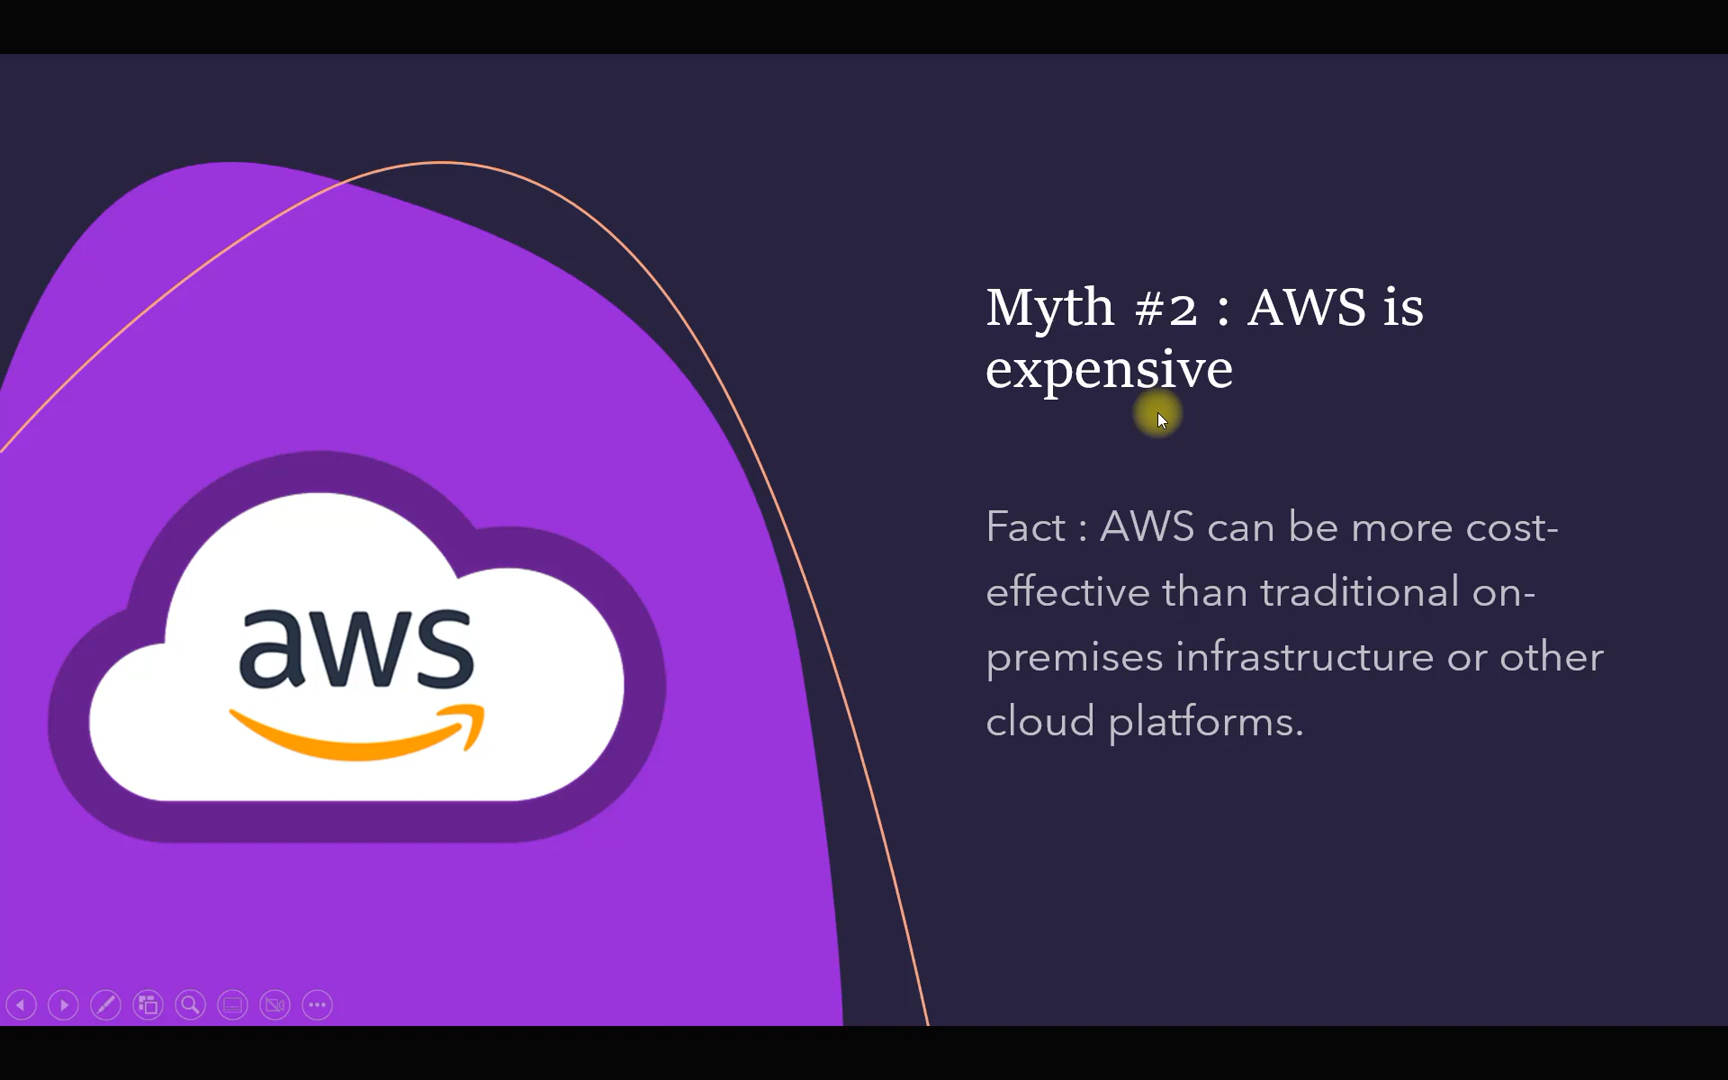 Myth #2 : AWS is
expensive
Fact : AWS can be more cost-
effective than traditional on-
premises infrastructure or other
cloud platforms.
aws